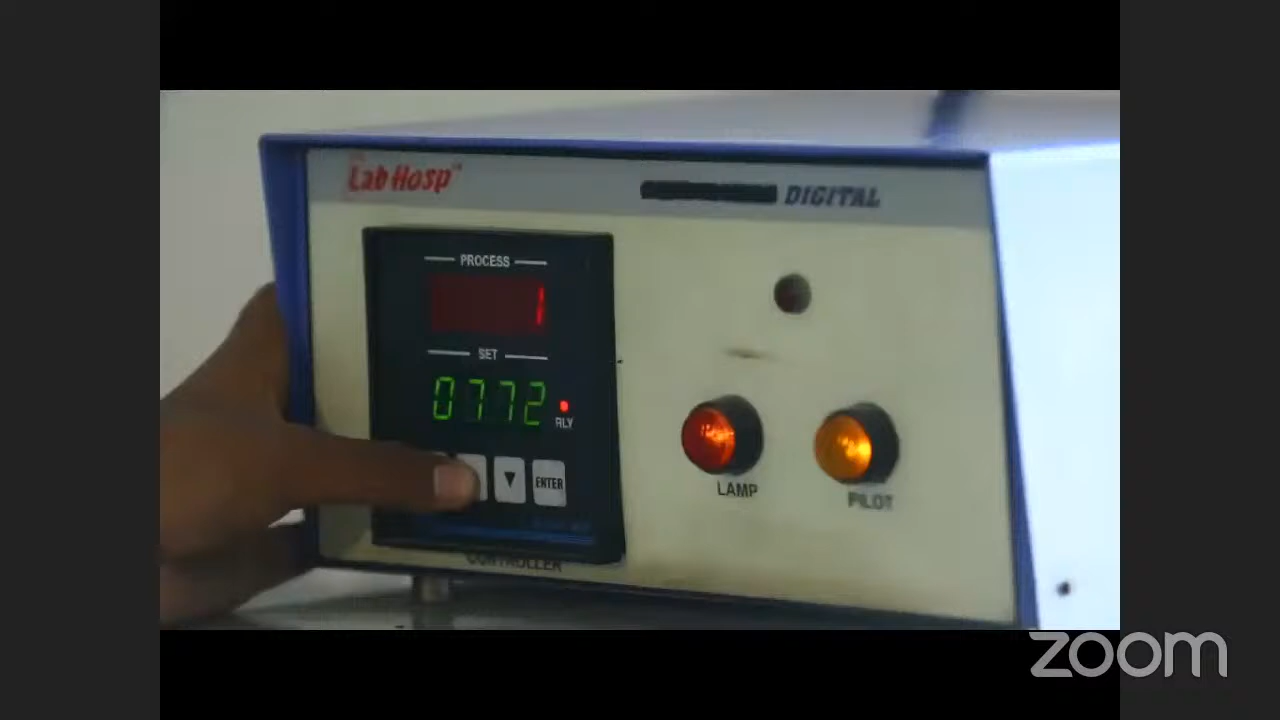 Lab Hosp
DIGITAL
PROCESS
1
SET
0772
RLY
▼ ENTER
LAMP
PILOT
CONTROLLER
zoom